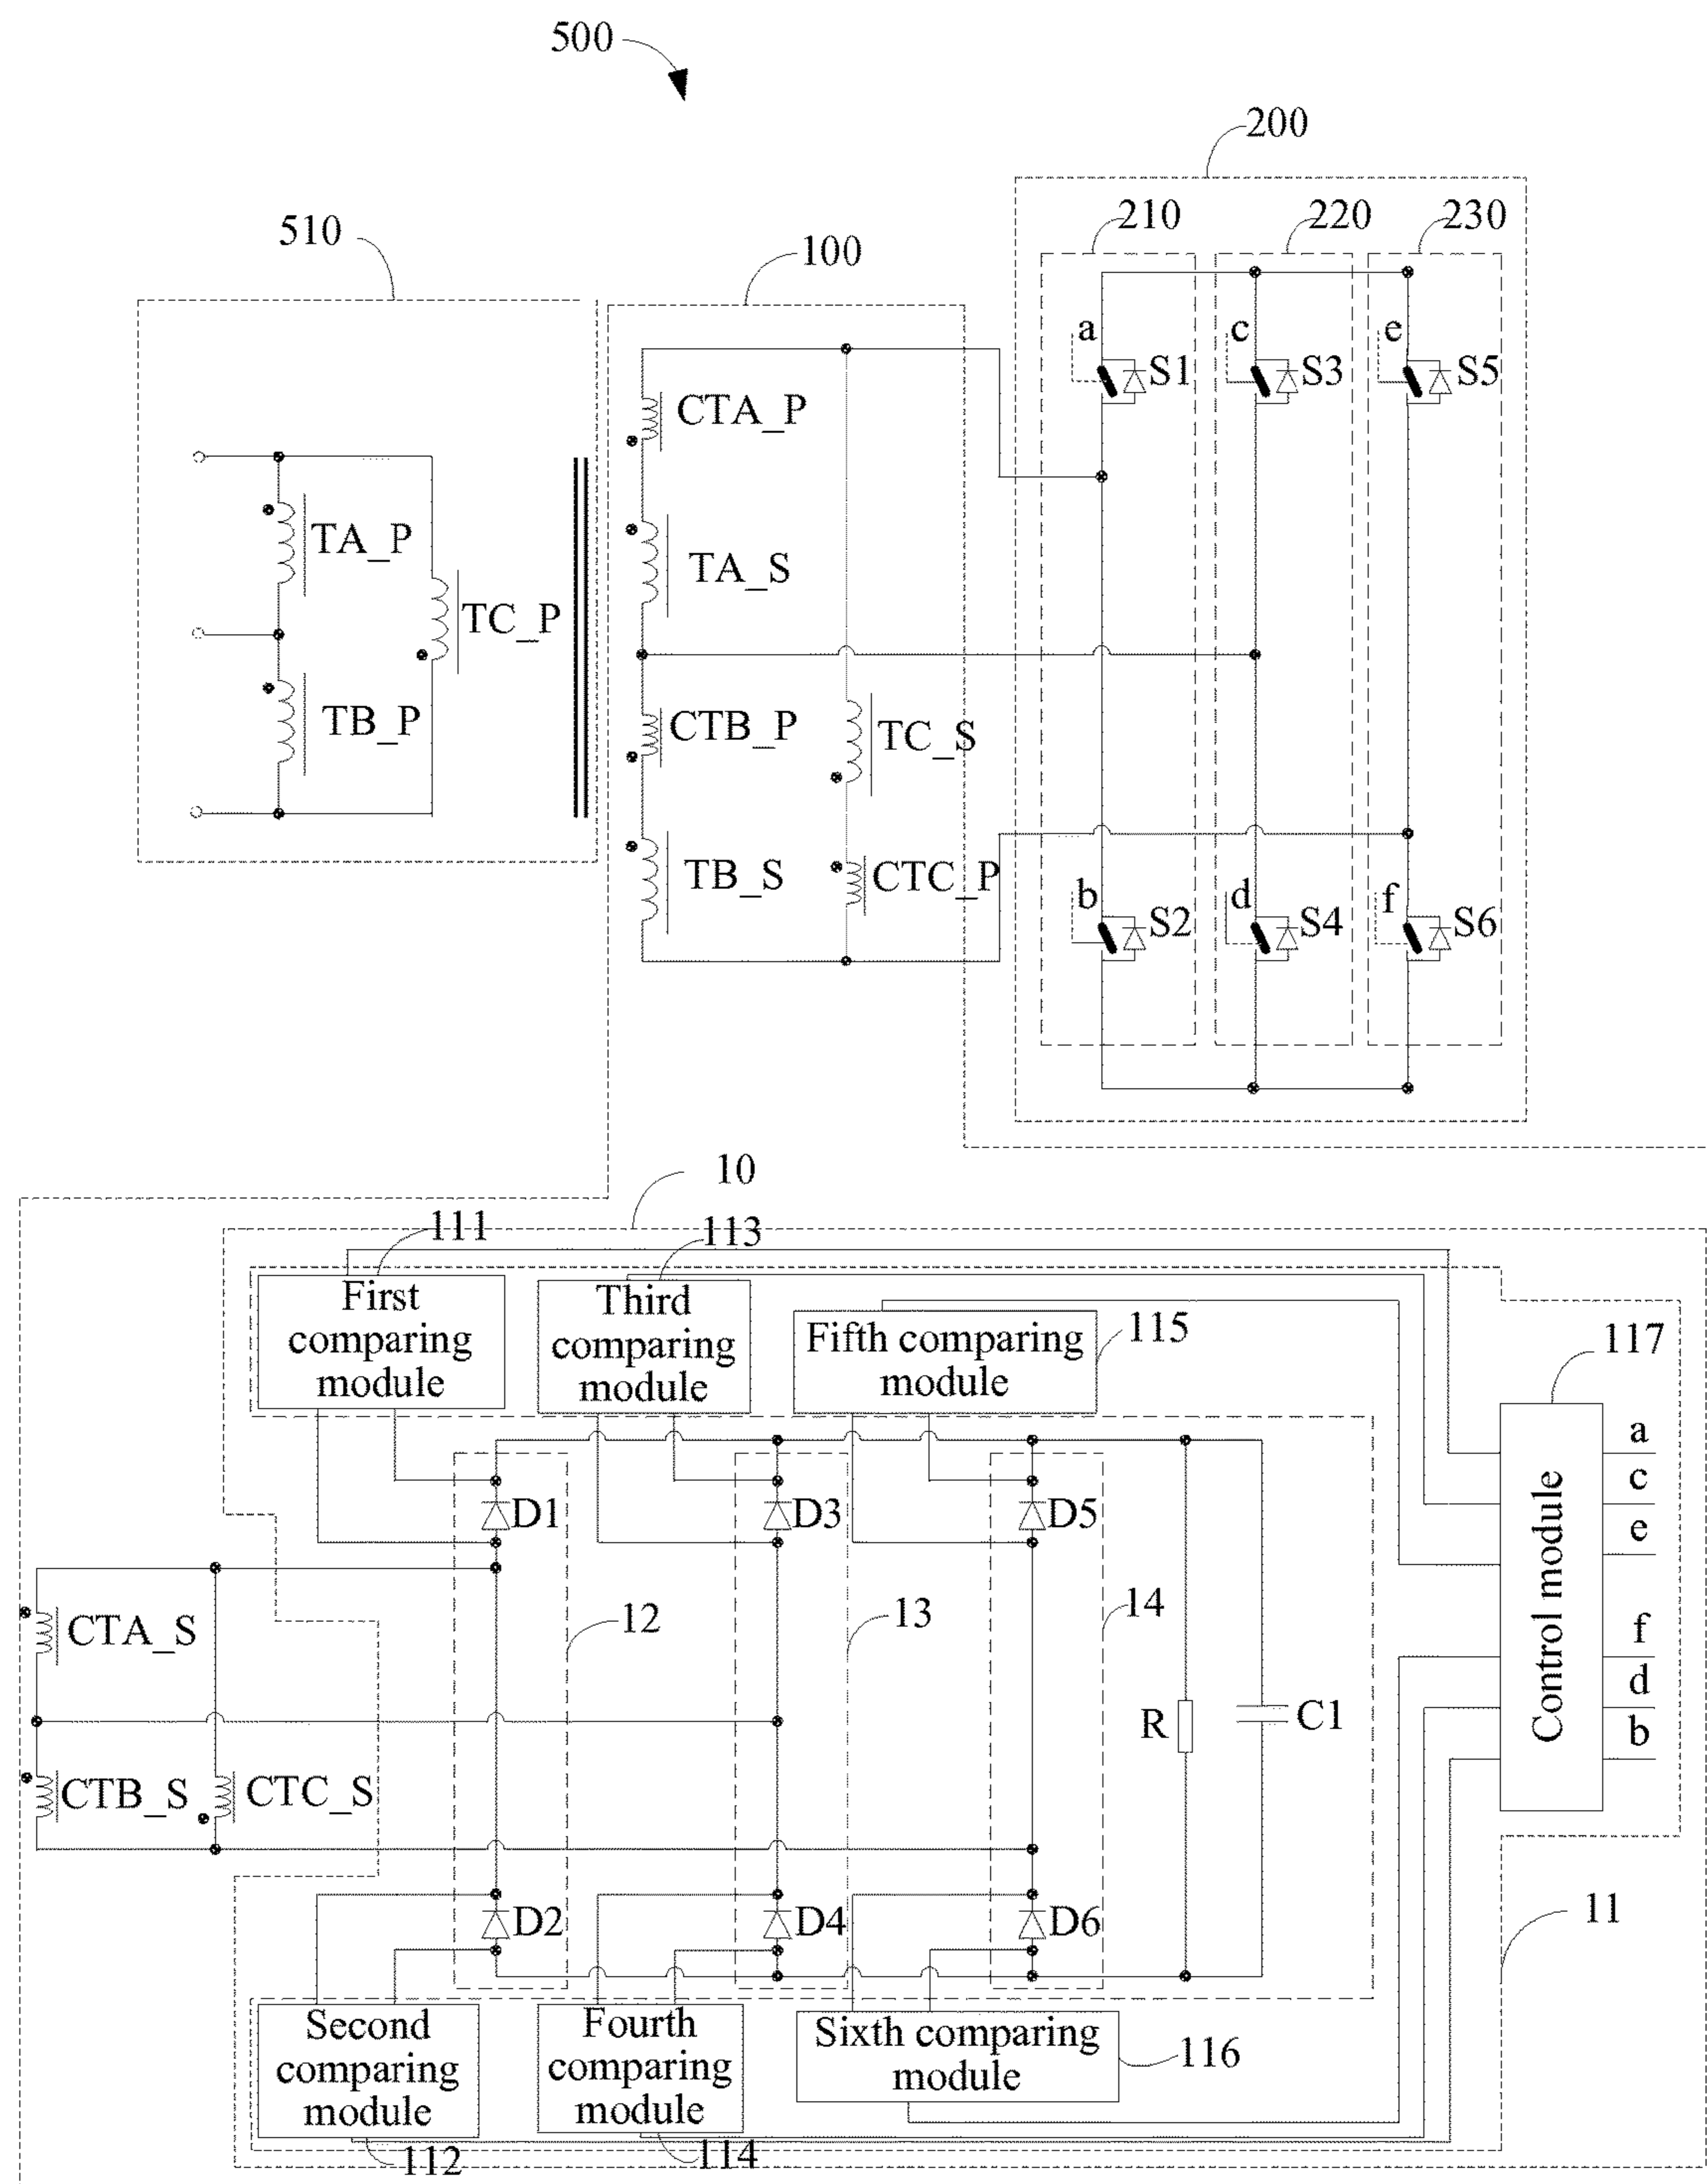 500
200
210
220
230
510
100
a
c
e
S1
S3
S5
CTA_P
TA_P
TA_S
TC_P
TB_P
CTB_P
TC_S
TB_S
CTC_P
b
d
f
S2
S4
S6
10
111
113
First
comparing
module
Third
comparing
module
Fifth comparing
module
115
117
a
c
e
f
d
b
Control module
D1
D3
D5
CTA_S
12
13
14
R
C1
CTB_S
CTC_S
D2
D4
D6
11
Second
comparing
module
Fourth
comparing
module
Sixth comparing
module
116
112
114